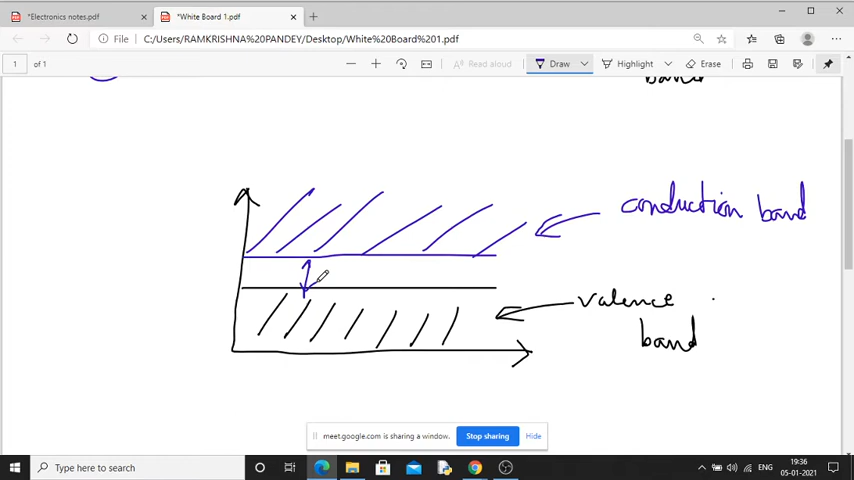 *Electronics notes.pdf
*White Board 1.pdf
File
C:/Users/RAMKRISHNA%20PANDEY/Desktop/White%20Board%201.pdf
1 of 1
Read aloud
Draw
Highlight
Erase
band
conduction band
valence
band
meet.google.com is sharing a window.
Stop sharing
Hide
Type here to search
ENG
19:36
05-01-2021